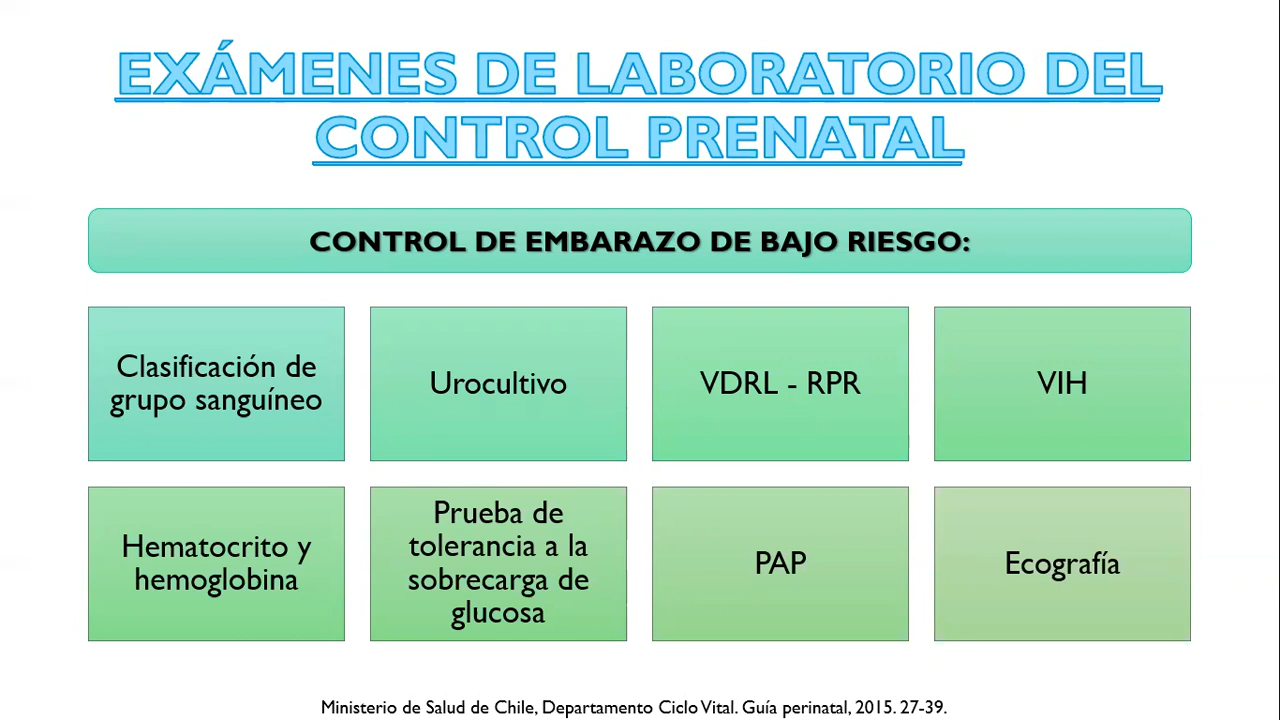 EXÁMENES DE LABORATORIO DEL
CONTROL PRENATAL
CONTROL DE EMBARAZO DE BAJO RIESGO:
Clasificación de
grupo sanguíneo
Urocultivo
VDRL - RPR
VIH
Hematocrito y
hemoglobina
Prueba de
tolerancia a la
sobrecarga de
glucosa
PAP
Ecografía
Ministerio de Salud de Chile, Departamento Ciclo Vital. Guía perinatal, 2015. 27-39.